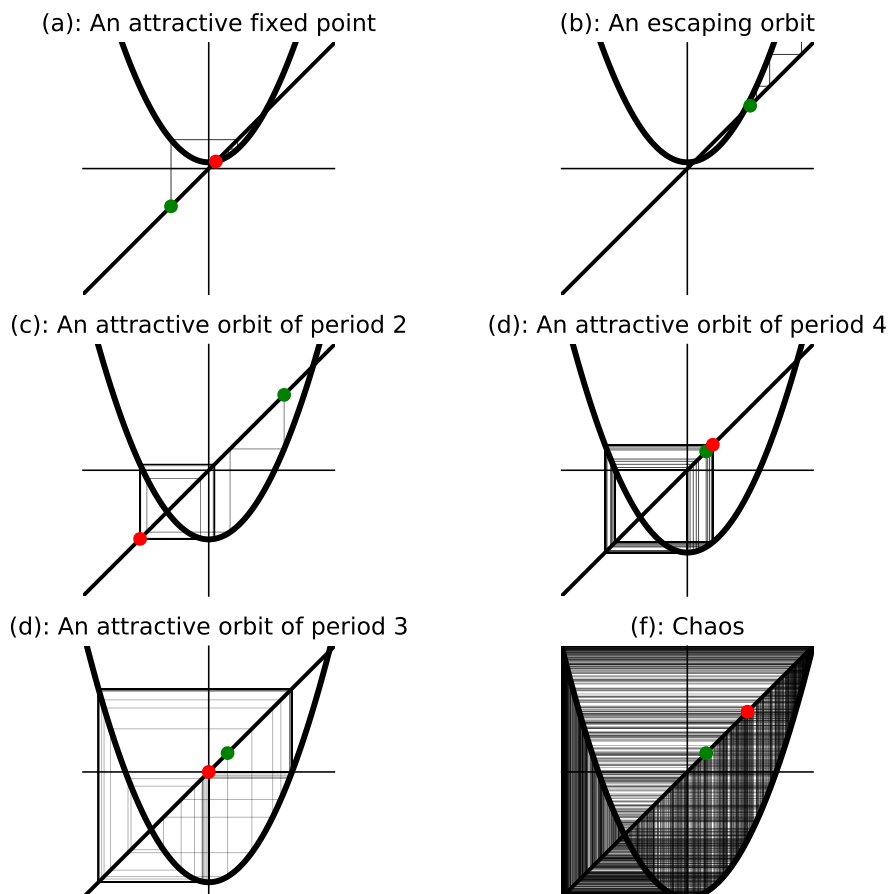 (a): An attractive fixed point
(b): An escaping orbit
(c): An attractive orbit of period 2
(d): An attractive orbit of period 4
(d): An attractive orbit of period 3
(f): Chaos